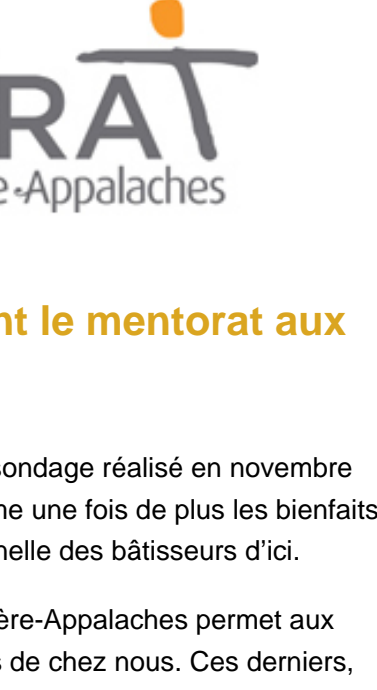 RAT
e-Appalaches
nt le mentorat aux
sondage réalisé en novembre
ne une fois de plus les bienfaits
nelle des bâtisseurs d’ici.
ère-Appalaches permet aux
s de chez nous. Ces derniers,